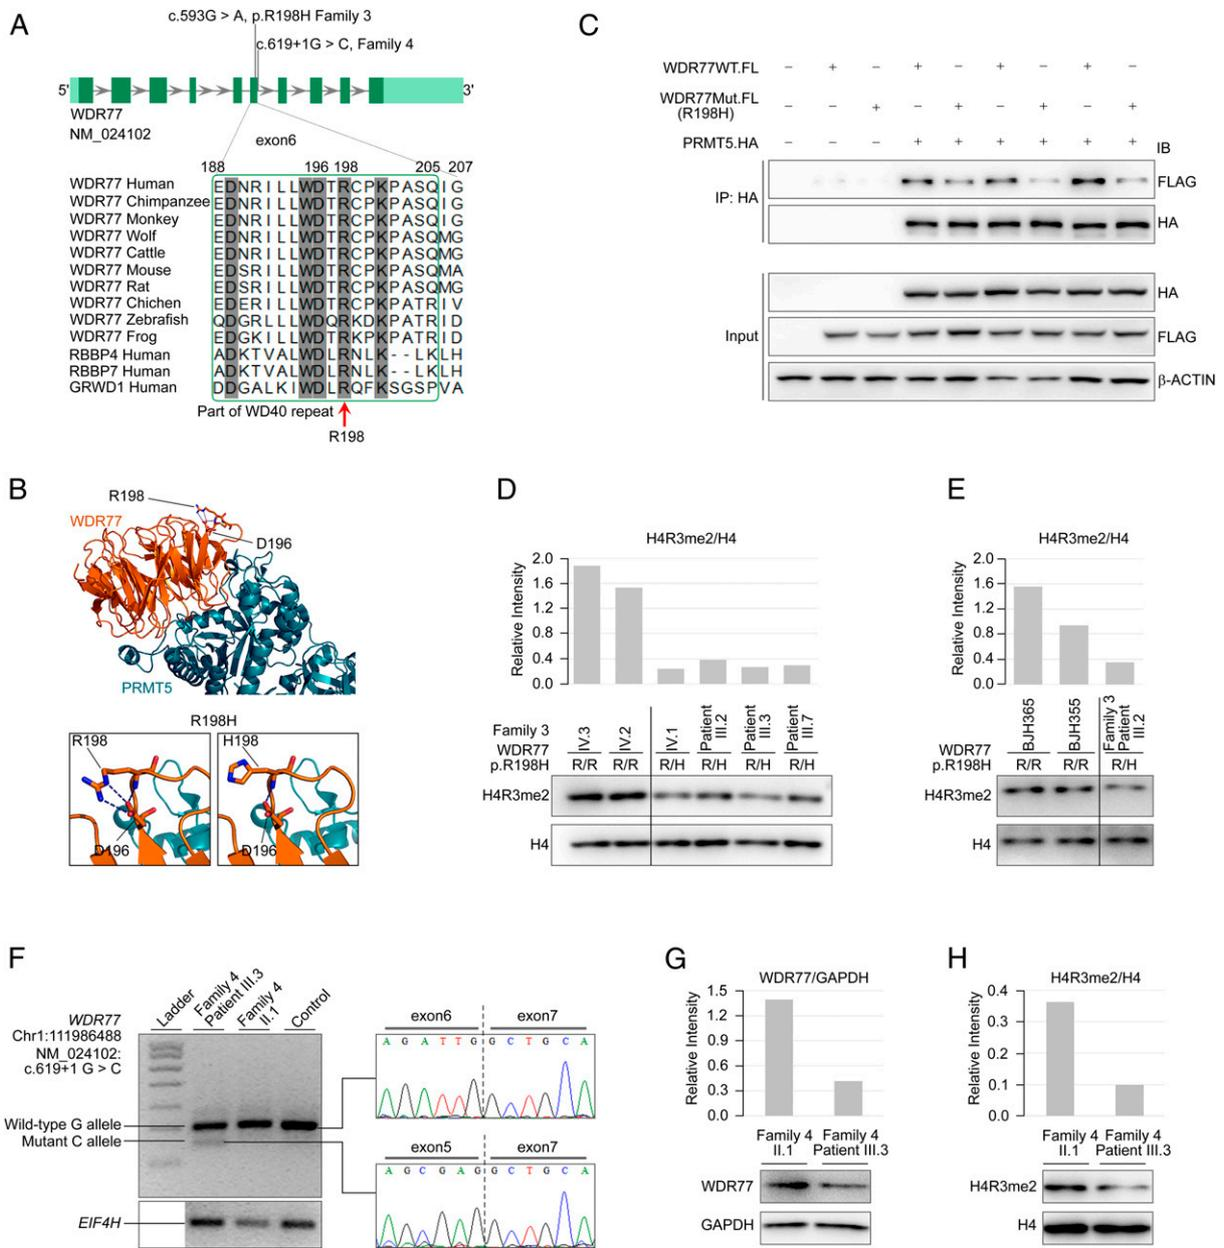 A
c.593G > A, p.R198H Family 3
c.619+1G > C, Family 4
5' 3'
WDR77
NM_024102
exon6
188 196 198 205 207
WDR77 Human EDNRILLWDTRCPKPASQIG
WDR77 Chimpanzee EDNRILLWDTRCPKPASQIG
WDR77 Monkey EDNRILLWDTRCPKPASQIG
WDR77 Wolf EDNRILLWDTRCPKPASQMG
WDR77 Cattle EDNRILLWDTRCPKPASQMG
WDR77 Mouse EDSRILLWDTRCPKPASQMA
WDR77 Rat EDSRILLWDTRCPKPASQMG
WDR77 Chichen EDERILLWDTRCPKPATRIV
WDR77 Zebrafish QDGRLLLWDQRKDKPATRID
WDR77 Frog EDGKILLWDTRKPKPATRID
RBBP4 Human ADKTVALWDLRNLK--LKLH
RBBP7 Human ADKTVALWDLRNLK--LKLH
GRWD1 Human DDGALKIWDLRQFKSGSPVA
Part of WD40 repeat
R198
B
R198
WDR77
D196
PRMT5
R198H
R198
D196
H198
D196
C
WDR77WT.FL – + – + – + – + –
WDR77Mut.FL
(R198H) – – + – + – + – +
PRMT5.HA – – – + + + + + +
IB
IP: HA
FLAG
HA
Input
HA
FLAG
β-ACTIN
D
H4R3me2/H4
Relative Intensity
2.0
1.6
1.2
0.8
0.4
0.0
Family 3
IV.3
IV.2
IV.1
Patient III.2
Patient III.3
Patient III.7
WDR77
p.R198H
R/R R/R R/H R/H R/H R/H
H4R3me2
H4
E
H4R3me2/H4
Relative Intensity
2.0
1.6
1.2
0.8
0.4
0.0
BJH365
BJH355
Family 3
Patient
III.2
WDR77
p.R198H
R/R R/R R/H
H4R3me2
H4
F
WDR77
Chr1:111986488
NM_024102:
c.619+1 G > C
Ladder
Family 4
Patient III.3
Family 4
II.1
Control
Wild-type G allele
Mutant C allele
EIF4H
exon6 exon7
A G A T T G G C T G C A
exon5 exon7
A G C G A G G C T G C A
G
WDR77/GAPDH
Relative Intensity
1.5
1.2
0.9
0.6
0.3
0.0
Family 4
II.1
Family 4
Patient III.3
WDR77
GAPDH
H
H4R3me2/H4
Relative Intensity
0.4
0.3
0.2
0.1
0.0
Family 4
II.1
Family 4
Patient III.3
H4R3me2
H4